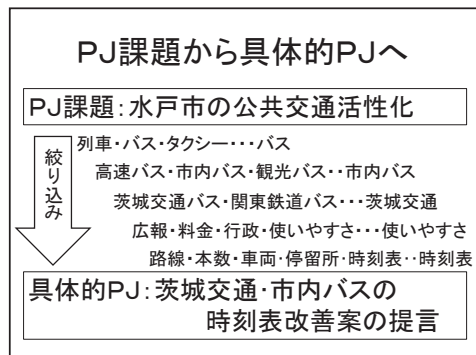 PJ課題から具体的PJへ
PJ課題:水戸市の公共交通活性化
絞り込み
列車・バス・タクシー・・・バス
高速バス・市内バス・観光バス・・市内バス
茨城交通バス・関東鉄道バス・・・茨城交通
広報・料金・行政・使いやすさ・・・使いやすさ
路線・本数・車両・停留所・時刻表・・時刻表
具体的PJ:茨城交通・市内バスの
時刻表改善案の提言